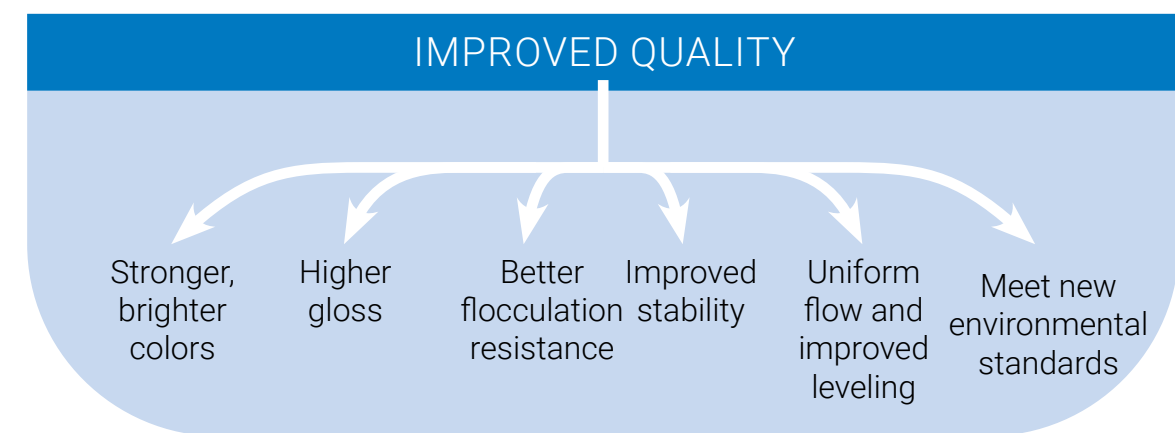 IMPROVED QUALITY
Stronger,
brighter
colors
Higher
gloss
Better
flocculation
resistance
Improved
stability
Uniform
flow and
improved
leveling
Meet new
environmental
standards